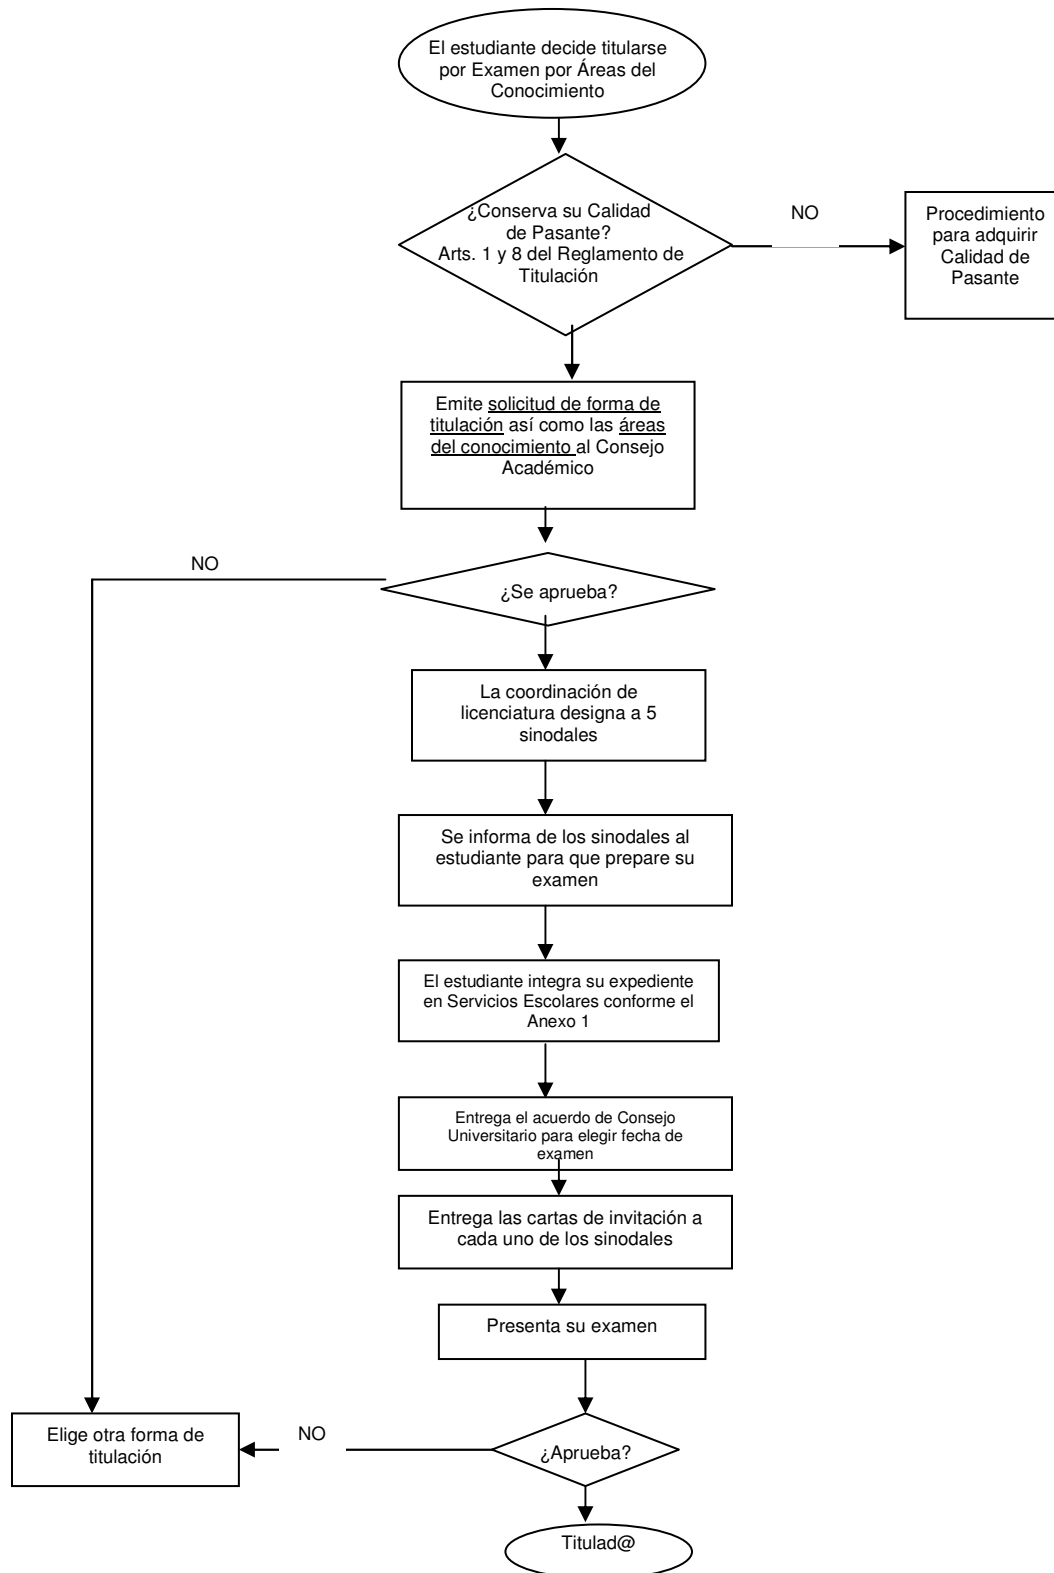 El estudiante decide titularse
por Examen por Áreas del
Conocimiento
¿Conserva su Calidad
de Pasante?
Arts. 1 y 8 del Reglamento de
Titulación
NO
Procedimiento
para adquirir
Calidad de
Pasante
Emite solicitud de forma de
titulación así como las áreas
del conocimiento al Consejo
Académico
NO
¿Se aprueba?
La coordinación de
licenciatura designa a 5
sinodales
Se informa de los sinodales al
estudiante para que prepare su
examen
El estudiante integra su expediente
en Servicios Escolares conforme el
Anexo 1
Entrega el acuerdo de Consejo
Universitario para elegir fecha de
examen
Entrega las cartas de invitación a
cada uno de los sinodales
Presenta su examen
Elige otra forma de
titulación
NO
¿Aprueba?
Titulad@